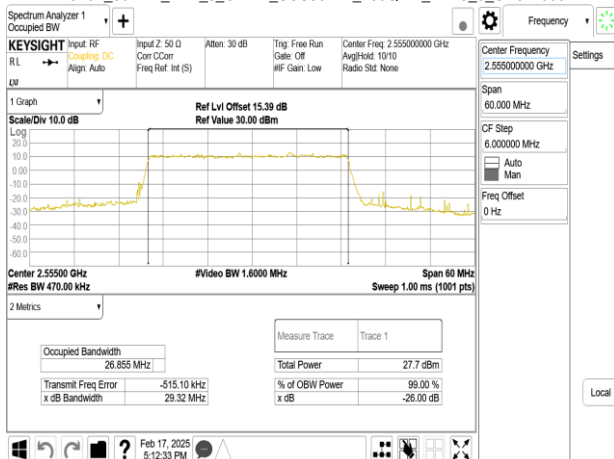 Spectrum Analyzer 1
Occupied BW
Frequency
KEYSIGHT
RL
Input: RF
Coupling: DC
Align: Auto
Input Z: 50 Ω
Corr CCorr
Freq Ref: Int (S)
Atten: 30 dB
Trig: Free Run
Gate: Off
#IF Gain: Low
Center Freq: 2.555000000 GHz
Avg|Hold: 10/10
Radio Std: None
LXI
1 Graph
Scale/Div 10.0 dB
Ref Lvl Offset 15.39 dB
Ref Value 30.00 dBm
Log
20.0
10.0
0.00
-10.0
-20.0
-30.0
-40.0
-50.0
-60.0
Center 2.55500 GHz
#Res BW 470.00 kHz
#Video BW 1.6000 MHz
Span 60 MHz
Sweep 1.00 ms (1001 pts)
2 Metrics
Occupied Bandwidth
26.855 MHz
Transmit Freq Error -515.10 kHz
x dB Bandwidth 29.32 MHz
Measure Trace Trace 1
Total Power 27.7 dBm
% of OBW Power 99.00 %
x dB -26.00 dB
Center Frequency
2.555000000 GHz
Span
60.000 MHz
CF Step
6.000000 MHz
Auto
Man
Freq Offset
0 Hz
Settings
Local
Feb 17, 2025
5:12:33 PM